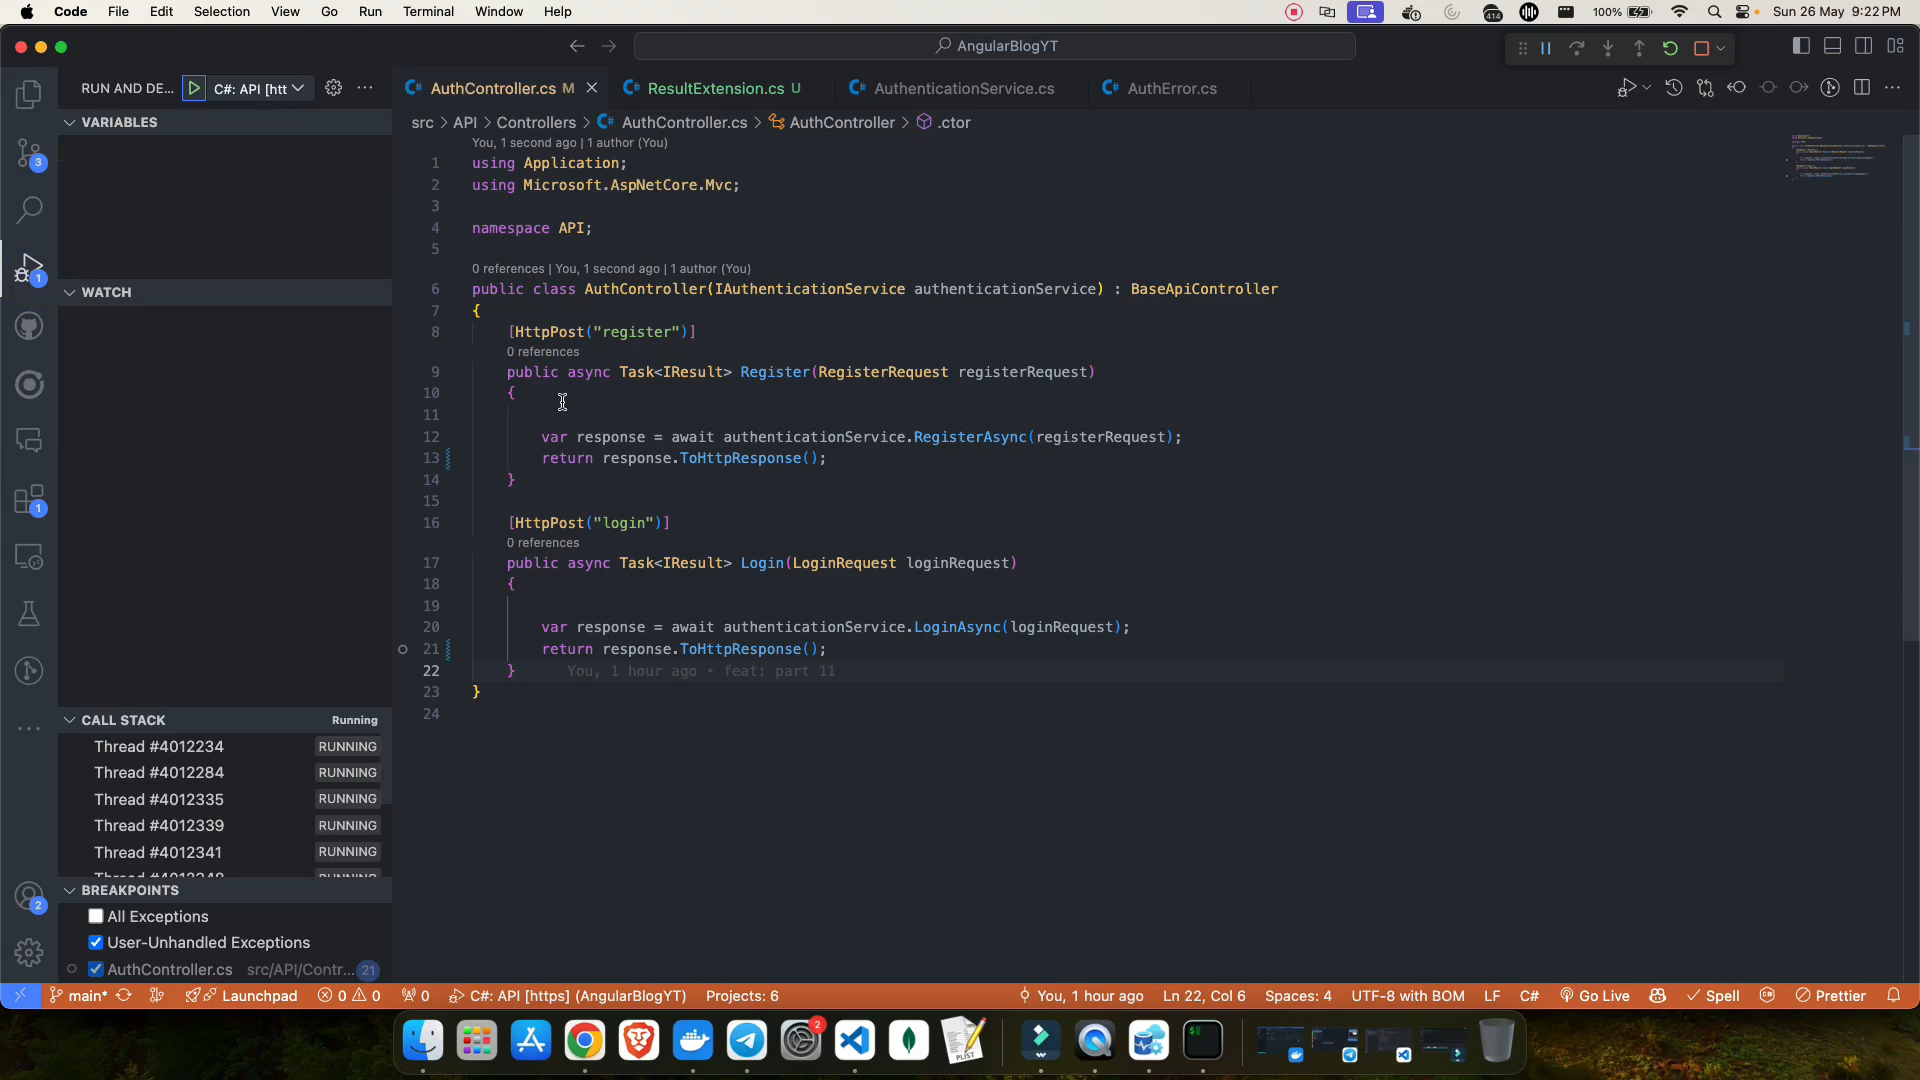 Code File Edit Selection View Go Run Terminal Window Help
414 100% Sun 26 May 9:22 PM
AngularBlogYT
RUN AND DE... C#: API [htt
AuthController.cs M ResultExtension.cs U AuthenticationService.cs AuthError.cs
VARIABLES
src > API > Controllers > AuthController.cs > AuthController > .ctor
You, 1 second ago | 1 author (You)
1 using Application;
2 using Microsoft.AspNetCore.Mvc;
3
4 namespace API;
5
0 references | You, 1 second ago | 1 author (You)
6 public class AuthController(IAuthenticationService authenticationService) : BaseApiController
7 {
8 [HttpPost("register")]
0 references
9 public async Task<IResult> Register(RegisterRequest registerRequest)
10 {
11
12 var response = await authenticationService.RegisterAsync(registerRequest);
13 return response.ToHttpResponse();
14 }
15
16 [HttpPost("login")]
0 references
17 public async Task<IResult> Login(LoginRequest loginRequest)
18 {
19
20 var response = await authenticationService.LoginAsync(loginRequest);
21 return response.ToHttpResponse();
22 } You, 1 hour ago • feat: part 11
23 }
24
WATCH
3
1
1
2
CALL STACK Running
Thread #4012234 RUNNING
Thread #4012284 RUNNING
Thread #4012335 RUNNING
Thread #4012339 RUNNING
Thread #4012341 RUNNING
BREAKPOINTS
All Exceptions
User-Unhandled Exceptions
AuthController.cs src/API/Contr... 21
main* Launchpad 0 0 0 C#: API [https] (AngularBlogYT) Projects: 6 You, 1 hour ago Ln 22, Col 6 Spaces: 4 UTF-8 with BOM LF C# Go Live Spell Prettier
2
PLIST